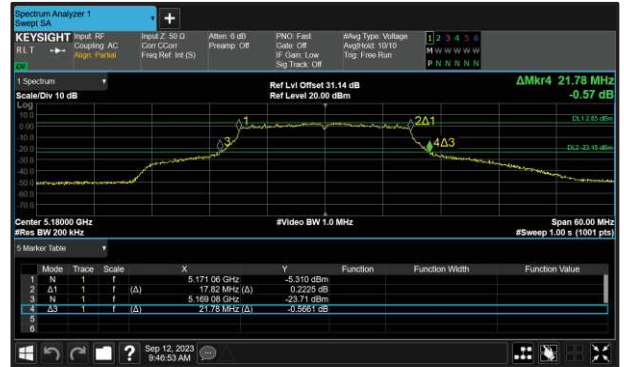 Spectrum Analyzer 1
Swept SA
+
KEYSIGHT Input: RF Input Z: 50 Ω Atten: 6 dB PNO: Fast #Avg Type: Voltage 1 2 3 4 5 6
RLT Coupling: AC Corr CCorr Preamp: Off Gate: Off Avg|Hold: 10/10 M W W W W W
Align: Partial Freq Ref: Int (S) IF Gain: Low Trig: Free Run P N N N N N
Sig Track: Off
1 Spectrum Ref Lvl Offset 31.14 dB ΔMkr4 21.78 MHz
Scale/Div 10 dB Ref Level 20.00 dBm -0.57 dB
Log
10.0
0.00
-10.0
-20.0
-30.0
-40.0
-50.0
-60.0
-70.0
1 2Δ1 DL1 2.85 dBm
3 4Δ3 DL2 -23.15 dBm
Center 5.18000 GHz #Video BW 1.0 MHz Span 60.00 MHz
#Res BW 200 kHz #Sweep 1.00 s (1001 pts)
5 Marker Table
Mode Trace Scale X Y Function Function Width Function Value
1 N 1 f 5.171 06 GHz -5.310 dBm
2 Δ1 1 f (Δ) 17.82 MHz (Δ) 0.2225 dB
3 N 1 f 5.169 08 GHz -23.71 dBm
4 Δ3 1 f (Δ) 21.78 MHz (Δ) -0.5661 dB
5
6
? Sep 12, 2023
9:46:53 AM